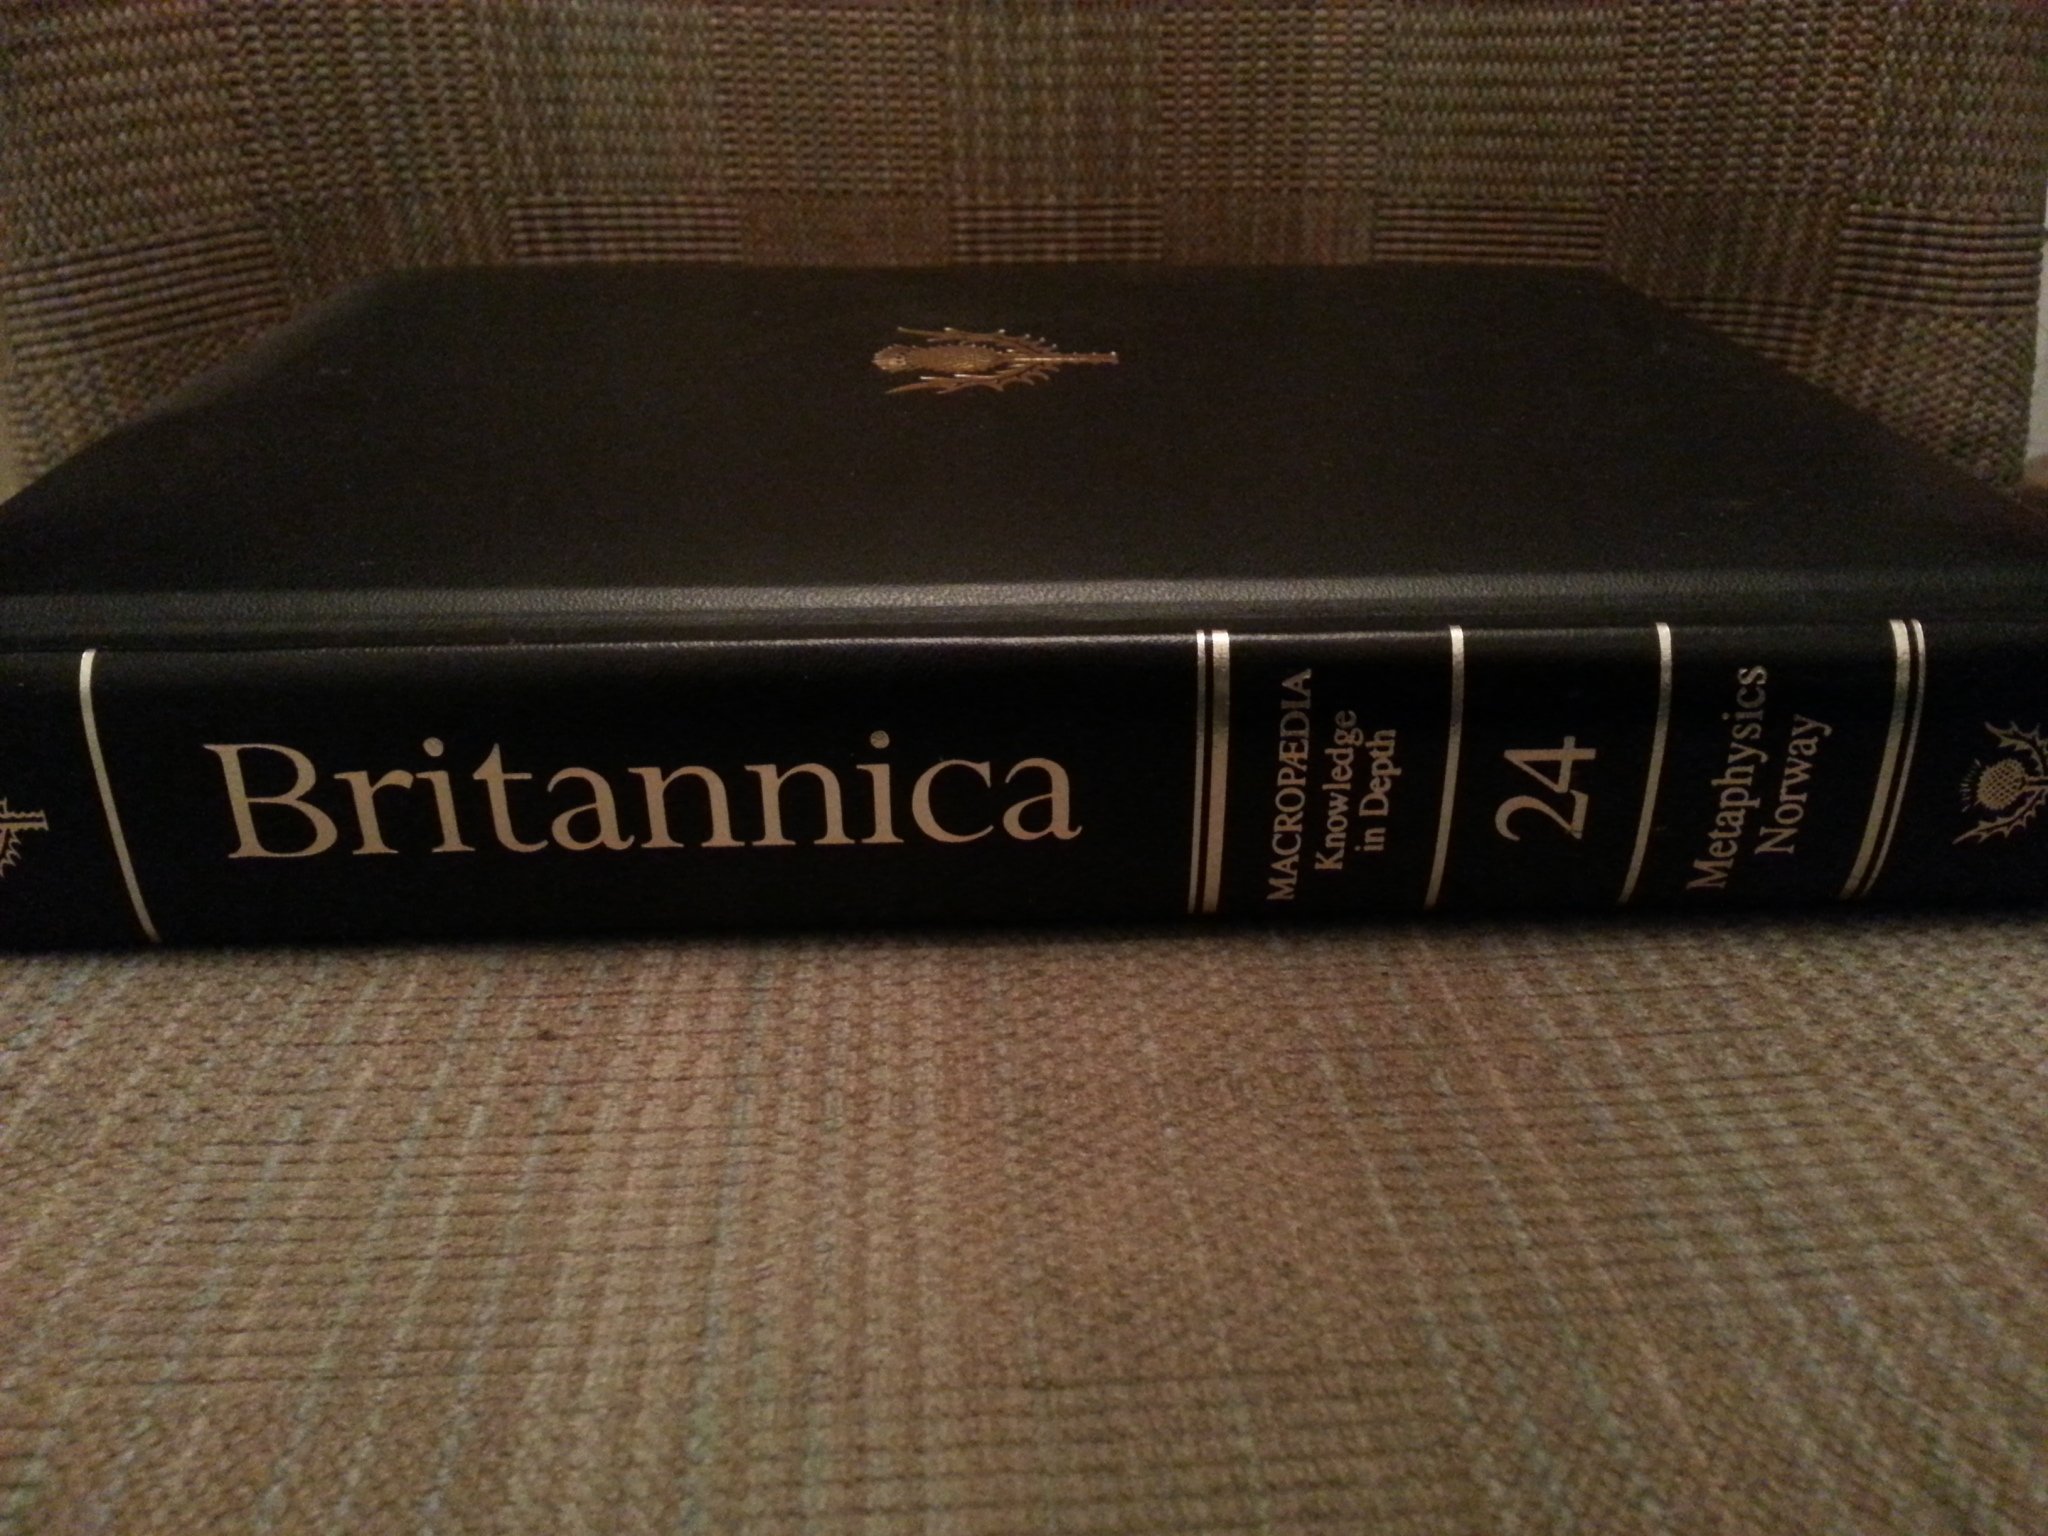 Britannica®
MACROPÆDIA
Knowledge
in Depth
24
Metaphysics
Norway